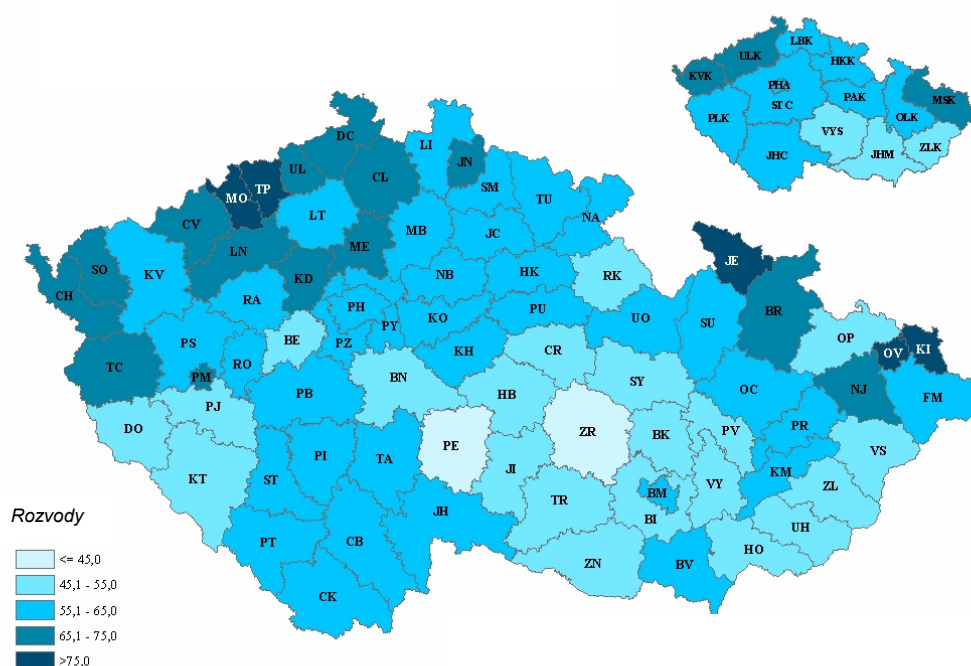 LBK
ULK
HKK
KVK
PHA
STC
PAK
MSK
PLK
OLK
VYS
ZLK
JHC
JHM
DC
LI
UL
JN
TP
CL
MO
SM
TU
LT
CV
NA
MB
JC
LN
ME
SO
KV
JE
NB
HK
RK
KD
CH
RA
PH
BR
KO
PU
PY
UO
SU
OP
PS
BE
PZ
OV
KI
RO
KH
CR
TC
PM
BN
SY
OC
NJ
FM
PB
HB
PJ
DO
ZR
PR
PE
BK
PV
VS
PI
TA
JI
KM
ST
KT
VY
ZL
BM
TR
JH
BI
UH
Rozvody
PT
CB
HO
<= 45,0
ZN
BV
45,1 - 55,0
CK
55,1 - 65,0
65,1 - 75,0
>75,0